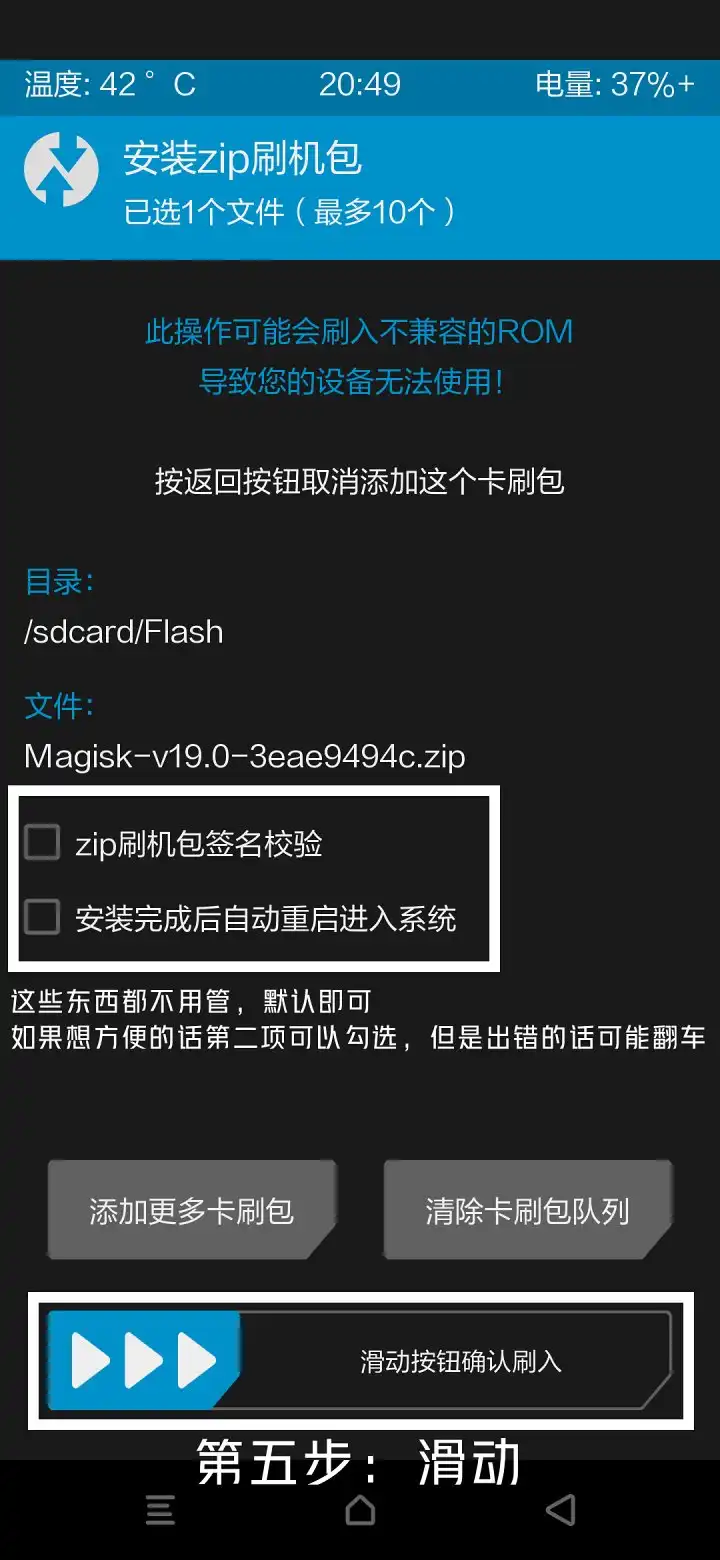 温度: 42 ° C 20:49 电量: 37%+
安装zip刷机包
已选1个文件（最多10个）
此操作可能会刷入不兼容的ROM
导致您的设备无法使用！
按返回按钮取消添加这个卡刷包
目录:
/sdcard/Flash
文件:
Magisk-v19.0-3eae9494c.zip
zip刷机包签名校验
安装完成后自动重启进入系统
这些东西都不用管，默认即可
如果想方便的话第二项可以勾选，但是出错的话可能翻车
添加更多卡刷包 清除卡刷包队列
滑动按钮确认刷入
第五步：滑动